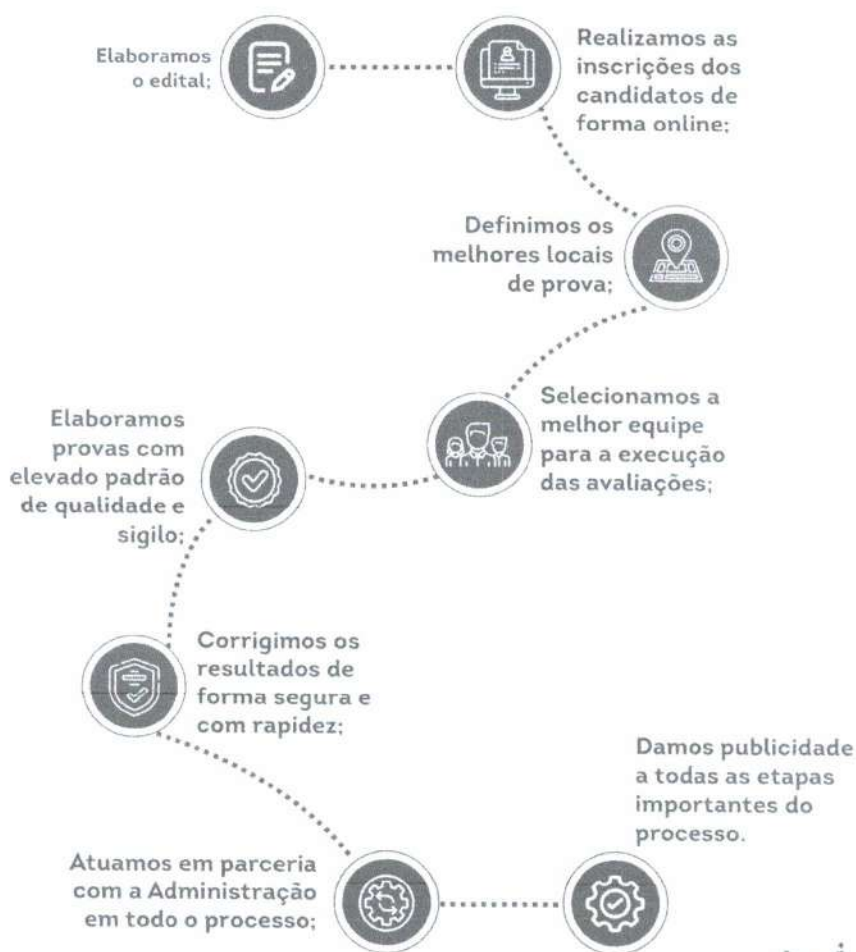 Elaboramos
o edital;
Realizamos as
inscrições dos
candidatos de
forma online;
Definimos os
melhores locais
de prova;
Selecionamos a
melhor equipe
para a execução
das avaliações;
Elaboramos
provas com
elevado padrão
de qualidade e
sigilo;
Corrigimos os
resultados de
forma segura e
com rapidez;
Atuamos em parceria
com a Administração
em todo o processo;
Damos publicidade
a todas as etapas
importantes do
processo.